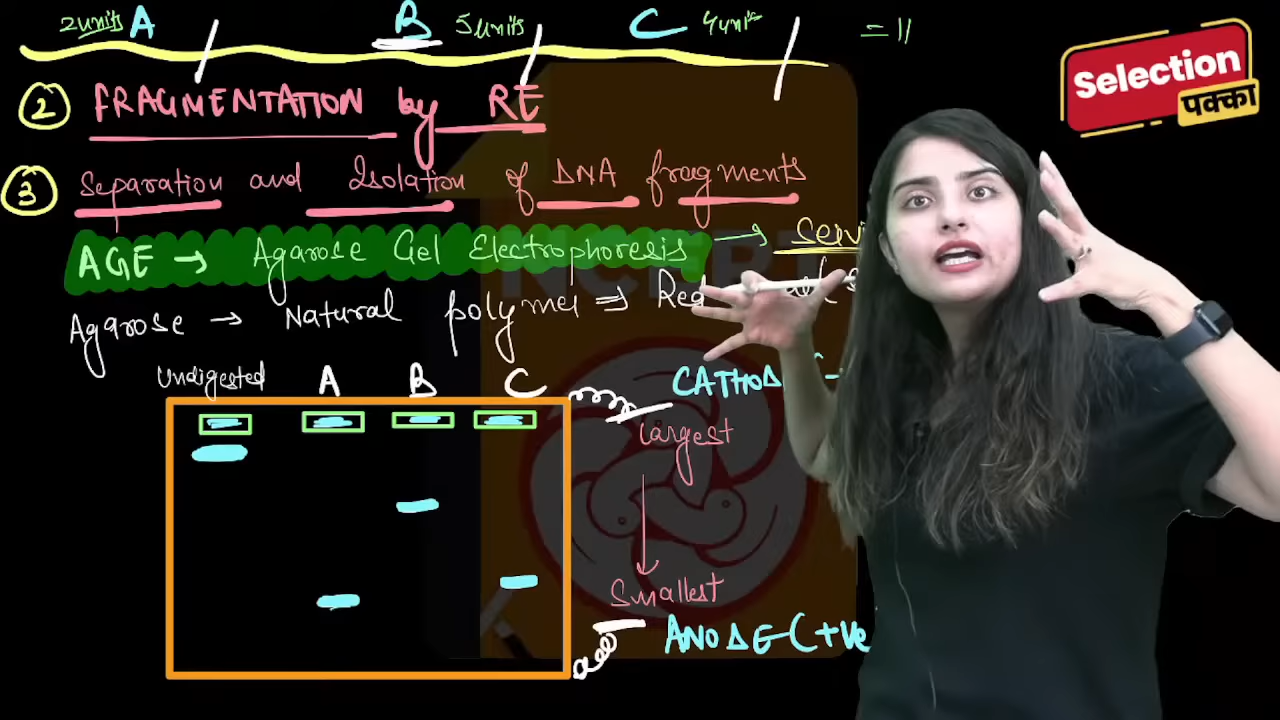 2units A B 5units C 4units = 11
Selection
पक्का
② FRAGMENTATION by RE
③ Separation and Isolation of DNA fragments
AGE → Agarose Gel Electrophoresis →
Agarose → Natural polymer ⇒
Undigested A B C
largest
Smallest
ANODE (+ve